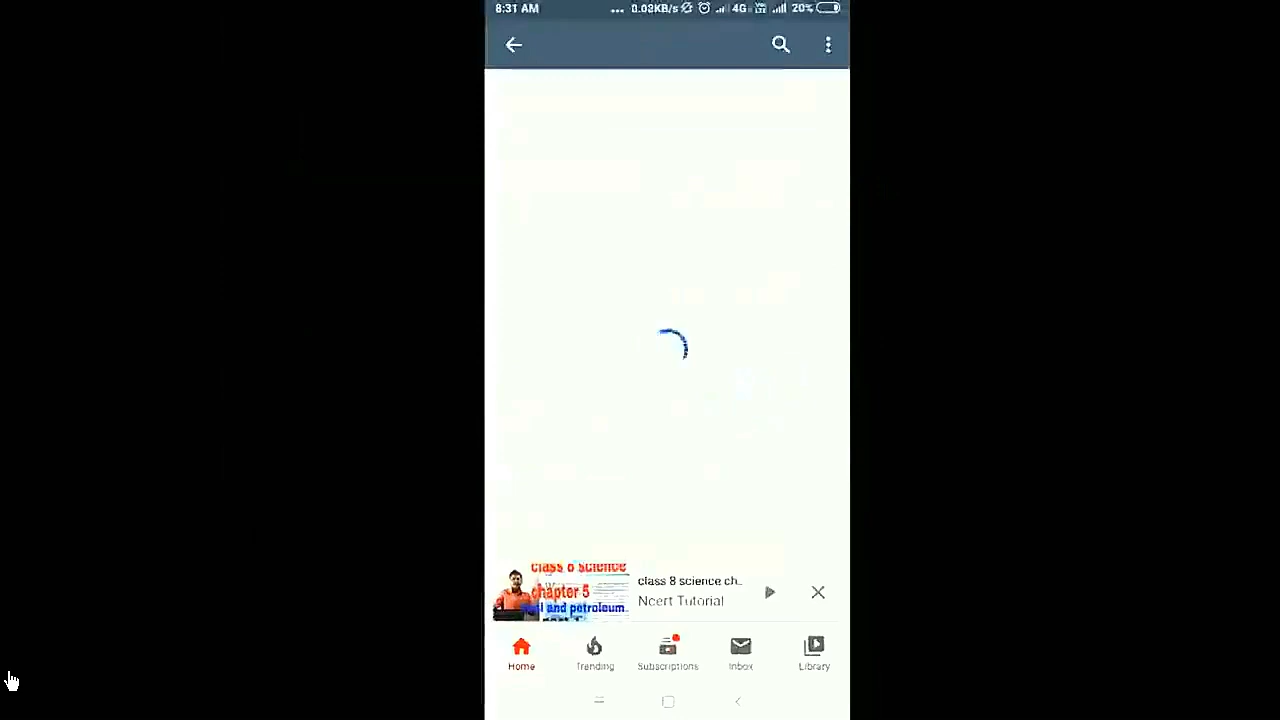 8:31 AM ... 0.03KB/s 4G 20%
class 8 science
chapter 5
and petroleum
class 8 science ch..
Ncert Tutorial
Home Trending Subscriptions Inbox Library